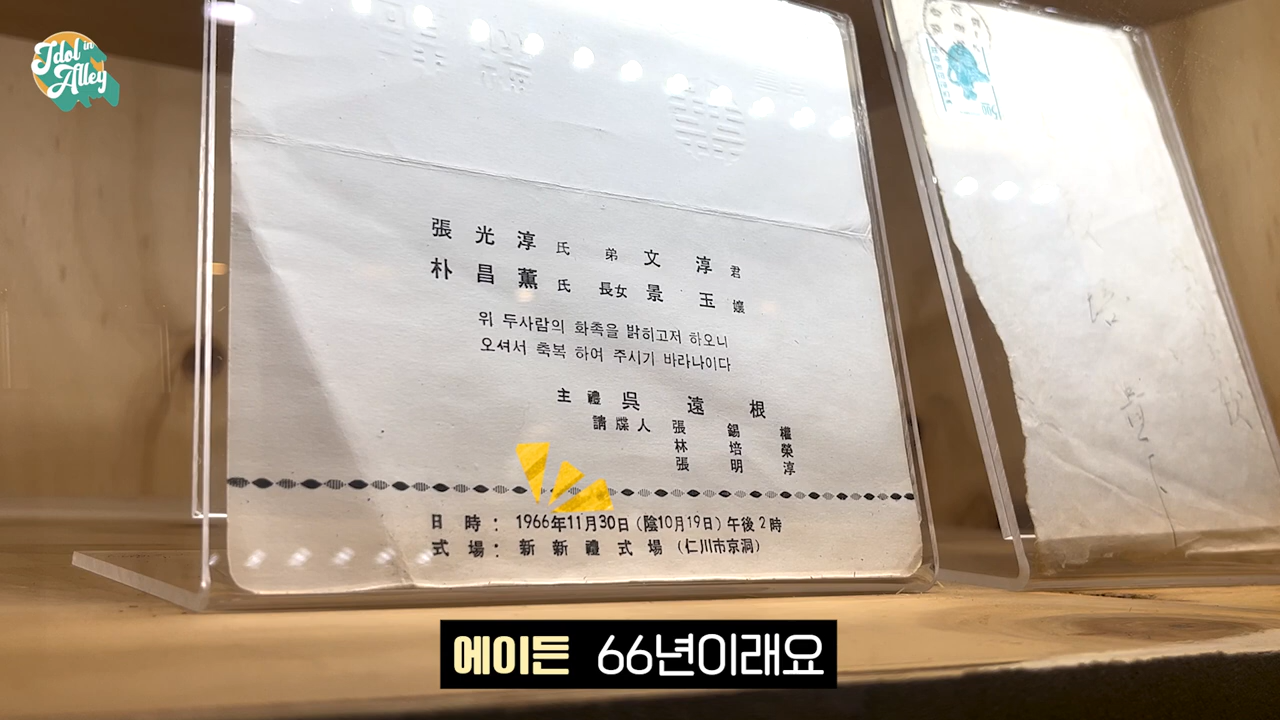 Idol in Alley
張光淳 氏 弟 文淳 君
朴昌薰 氏 長女 景玉 孃
위 두사람의 화촉을 밝히고저 하오니
오셔서 축복 하여 주시기 바라나이다
主禮 吳遠根
請牒人 張錫權
林培榮
張明淳
日時 : 1966年11月30日 (陰10月19日) 午後2時
式場 : 新新禮式場 (仁川市京洞)
에이든 66년이래요